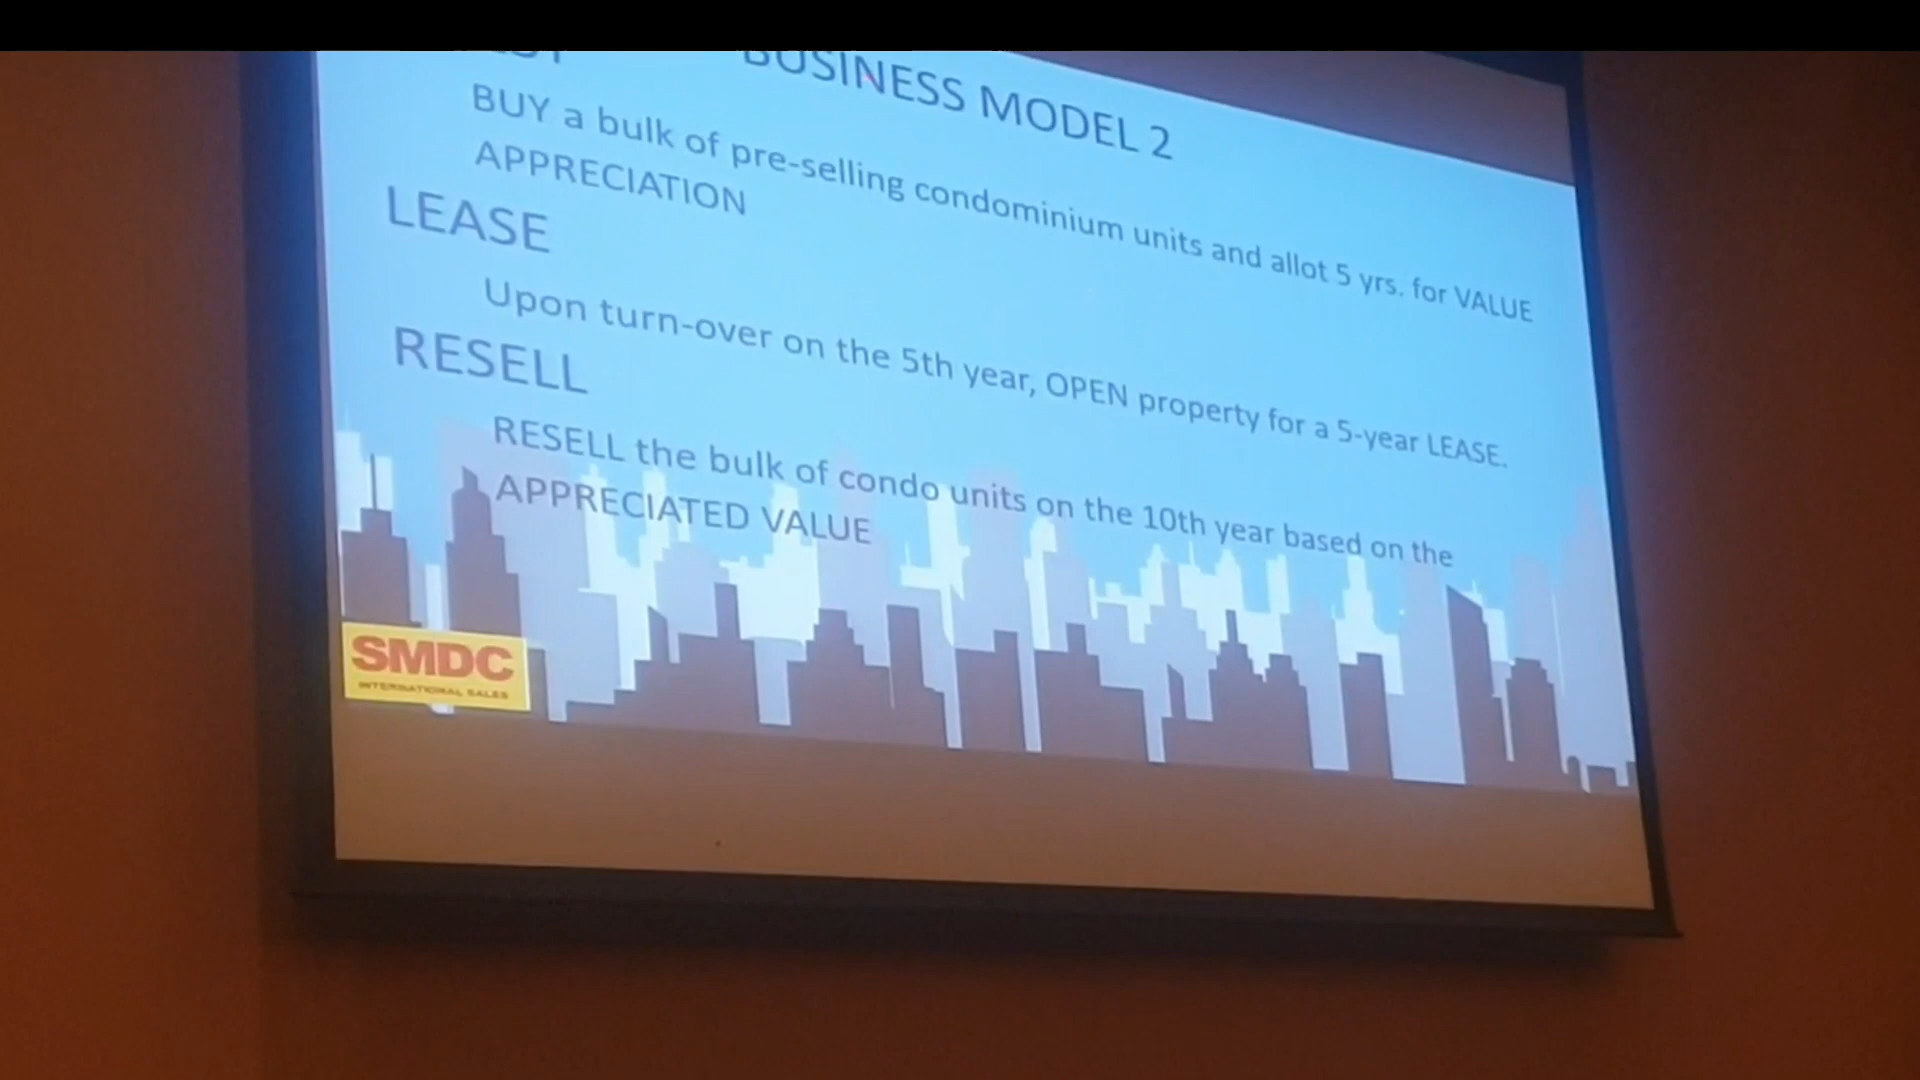 BUSINESS MODEL 2
BUY a bulk of pre-selling condominium units and allot 5 yrs. for VALUE
APPRECIATION
LEASE
Upon turn-over on the 5th year, OPEN property for a 5-year LEASE.
RESELL
RESELL the bulk of condo units on the 10th year based on the
APPRECIATED VALUE
SMDC
INTERNATIONAL SALES